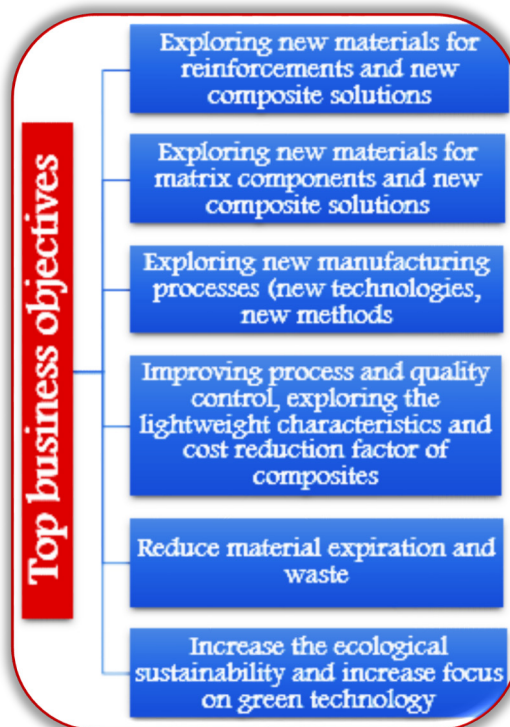 Top business objectives
Exploring new materials for
reinforcements and new
composite solutions
Exploring new materials for
matrix components and new
composite solutions
Exploring new manufacturing
processes (new technologies,
new methods
Improving process and quality
control, exploring the
lightweight characteristics and
cost reduction factor of
composites
Reduce material expiration and
waste
Increase the ecological
sustainability and increase focus
on green technology